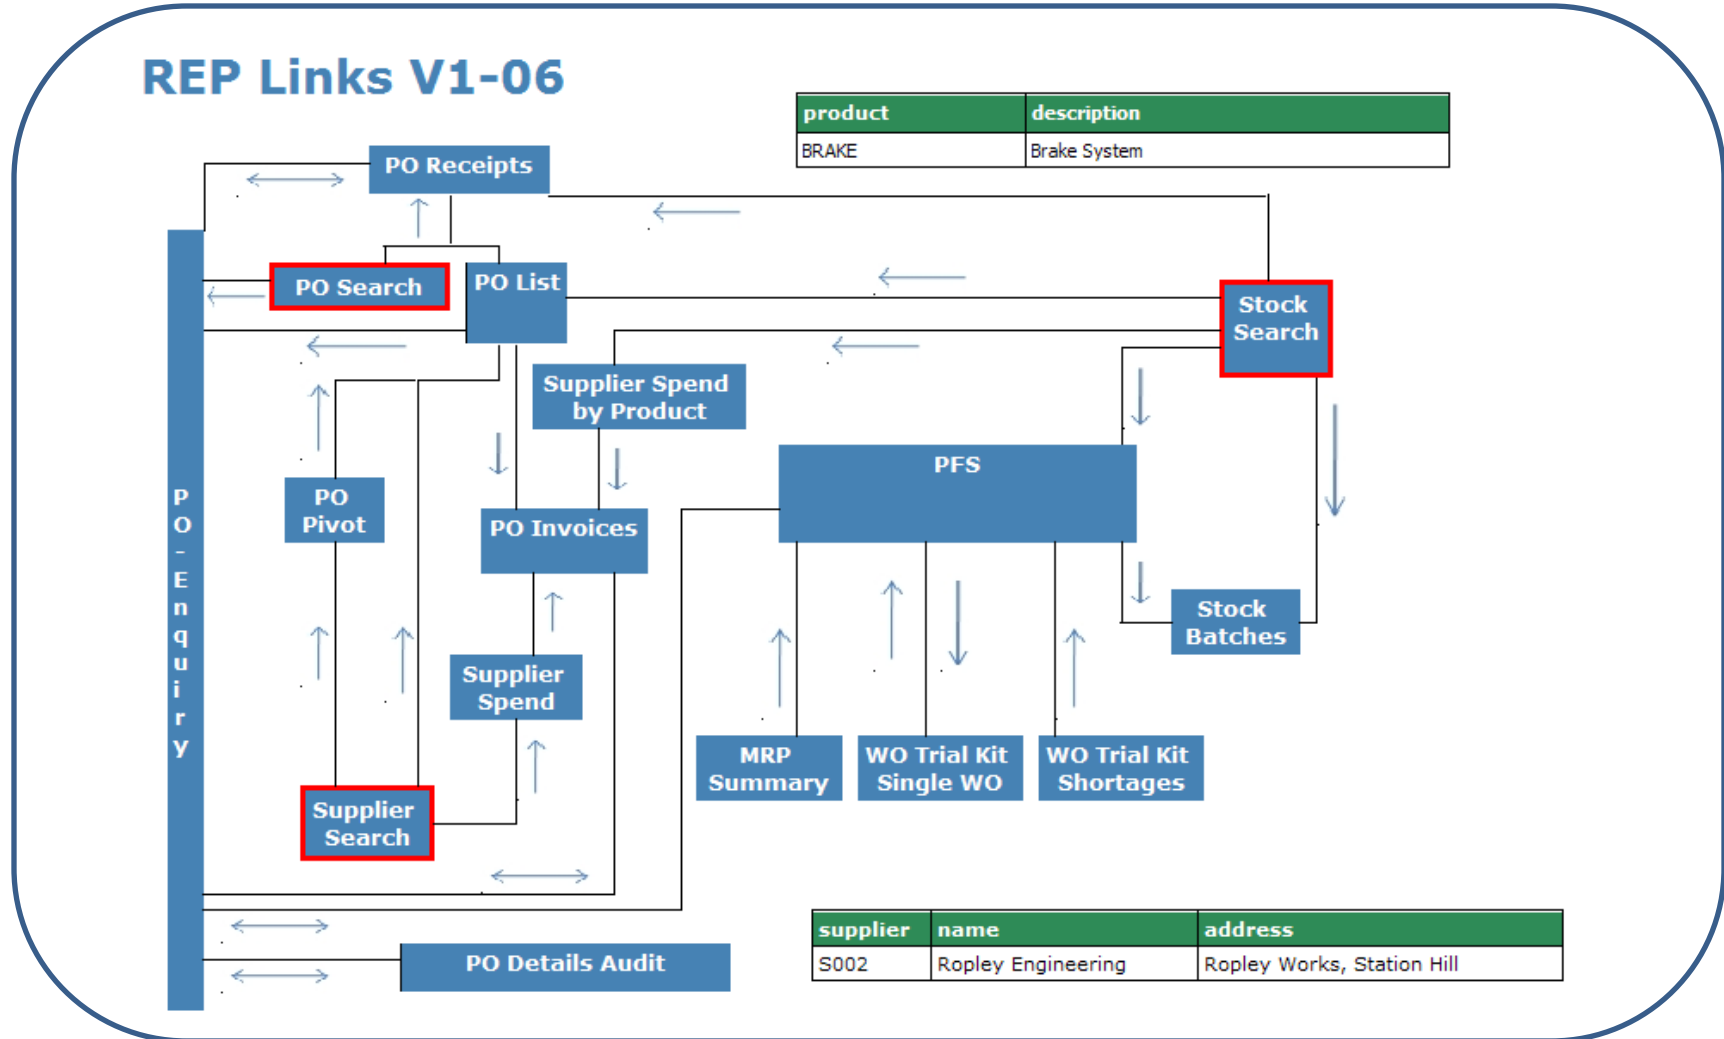 REP Links V1-06
product description
BRAKE Brake System
PO Receipts
PO Search
PO List
Stock
Search
Supplier Spend
by Product
PFS
PO
Pivot
PO Invoices
P
O
-
E
n
q
u
i
r
y
Stock
Batches
Supplier
Spend
MRP
Summary
WO Trial Kit
Single WO
WO Trial Kit
Shortages
Supplier
Search
supplier name address
S002 Ropley Engineering Ropley Works, Station Hill
PO Details Audit